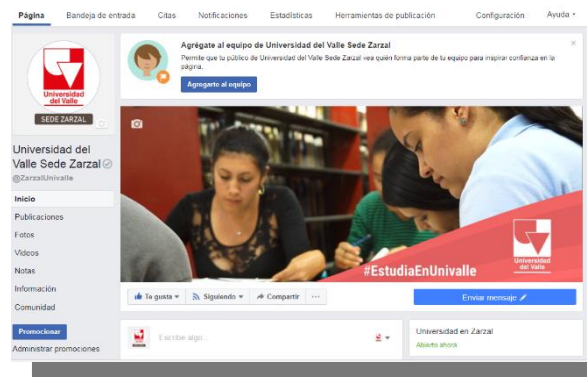 Página Bandeja de entrada Citas Notificaciones Estadísticas Herramientas de publicación Configuración Ayuda
Universidad
del Valle
SEDE ZARZAL
Universidad del
Valle Sede Zarzal
@ZarzalUnivalle
Inicio
Publicaciones
Fotos
Videos
Notas
Información
Comunidad
Promocionar
Administrar promociones
Agrégate al equipo de Universidad del Valle Sede Zarzal
Permite que tu público de Universidad del Valle Sede Zarzal vea quién forma parte de tu equipo para inspirar confianza en la
página.
Agregarte al equipo
#EstudiaEnUnivalle
Universidad
del Valle
Te gusta Siguiendo Compartir ...
Enviar mensaje
Escribe algo...
Universidad en Zarzal
Abierto ahora